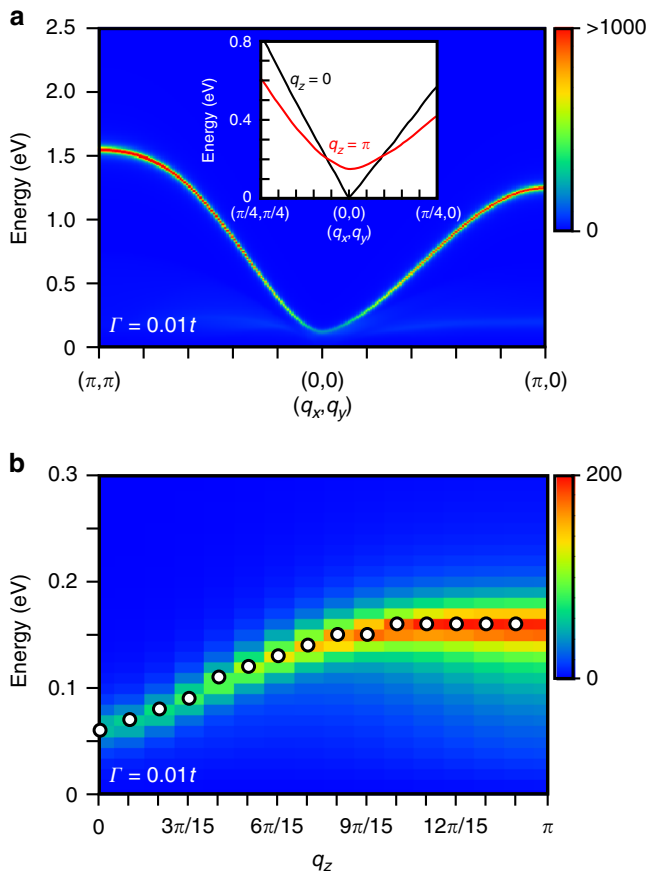 a
2.5
2.0
1.5
1.0
0.5
0
Energy (eV)
>1000
0
0.8
0.4
0
Energy (eV)
q_z = 0
q_z = π
(π/4,π/4)
(0,0)
(π/4,0)
(q_x,q_y)
Γ = 0.01t
(π,π)
(0,0)
(π,0)
(q_x,q_y)
b
0.3
0.2
0.1
0
Energy (eV)
200
0
Γ = 0.01t
0
3π/15
6π/15
9π/15
12π/15
π
q_z